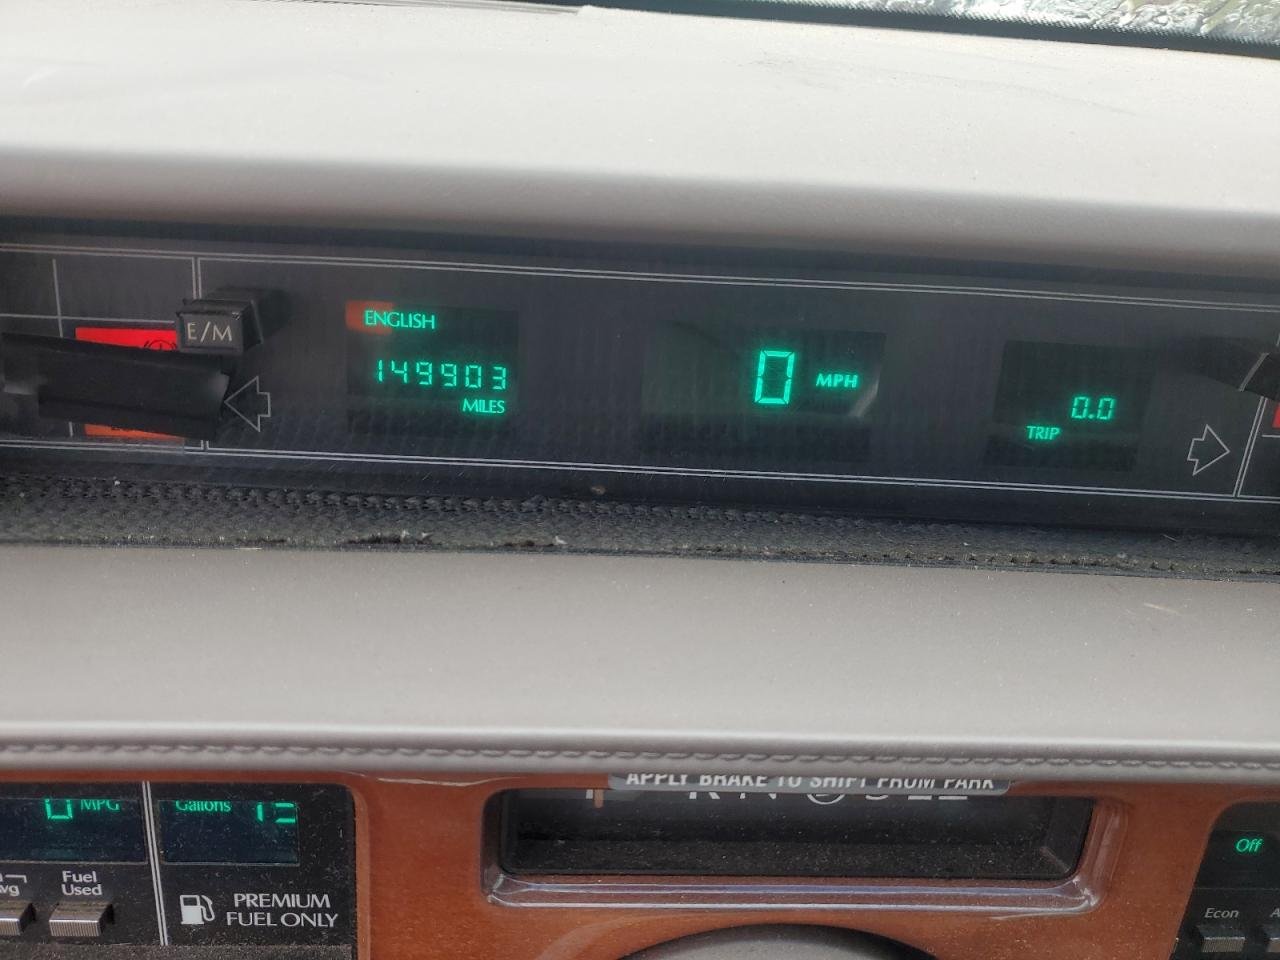 E/M
ENGLISH
149903
MILES
0 MPH
0.0
TRIP
APPLY BRAKE TO SHIFT FROM PARK
0 MPG
Gallons
Fuel
Used
PREMIUM
FUEL ONLY
Off
Econ